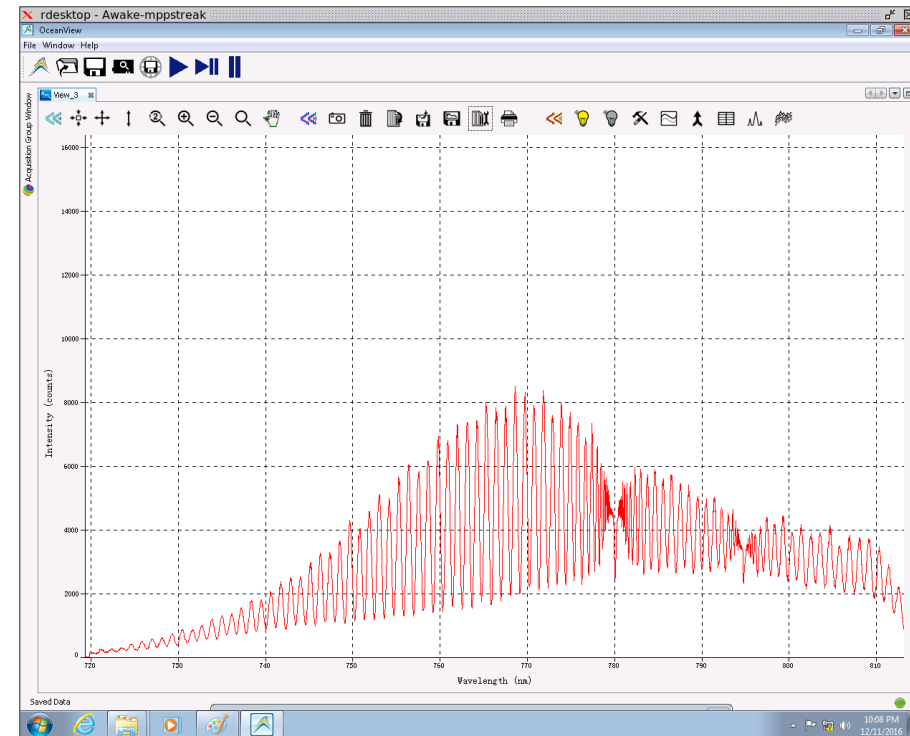 rdesktop - Awake-mppstreak
OceanView
File Window Help
View_3
Acquisition Group Window
16000
14000
12000
10000
8000
6000
4000
2000
0
Intensity (counts)
720 730 740 750 760 770 780 790 800 810
Wavelength (nm)
Saved Data
10:08 PM
12/11/2016